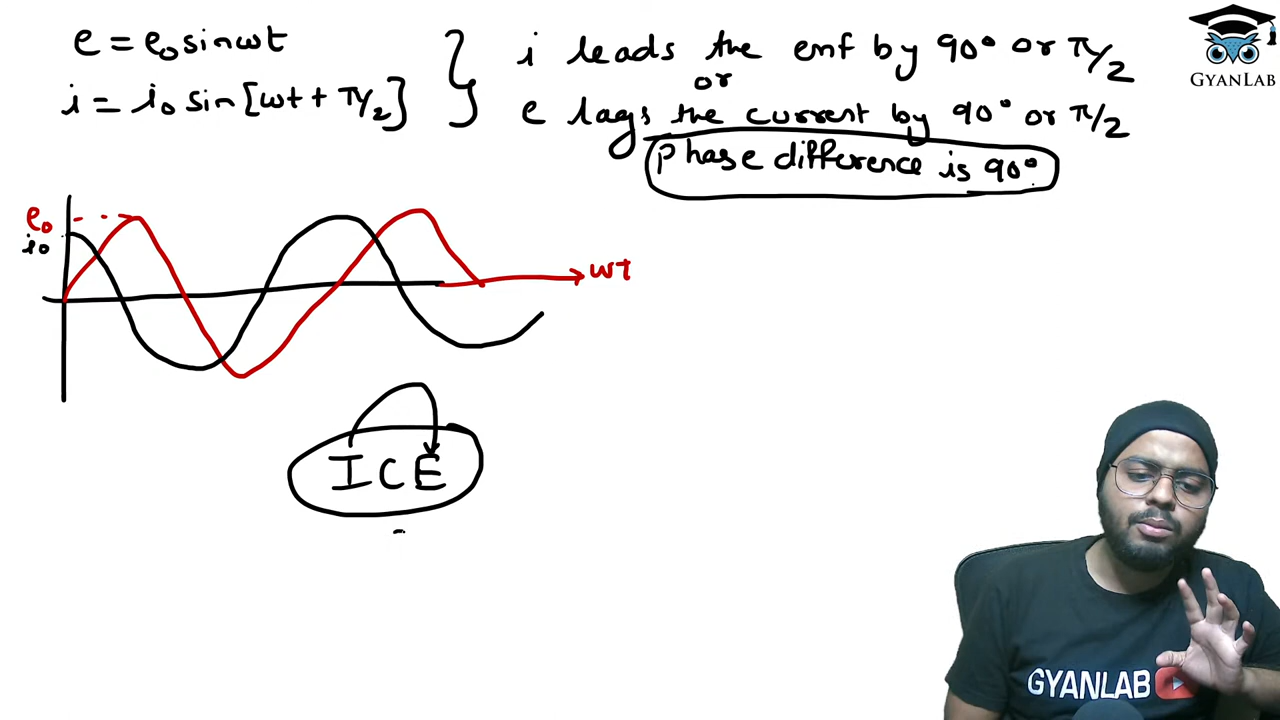 e = e₀ sinωt
i = i₀ sin[ωt + π/2]
i leads the emf by 90° or π/2
or
e lags the current by 90° or π/2
Phase difference is 90°
GYANLAB
e₀
i₀
ωt
ICE
GYANLAB